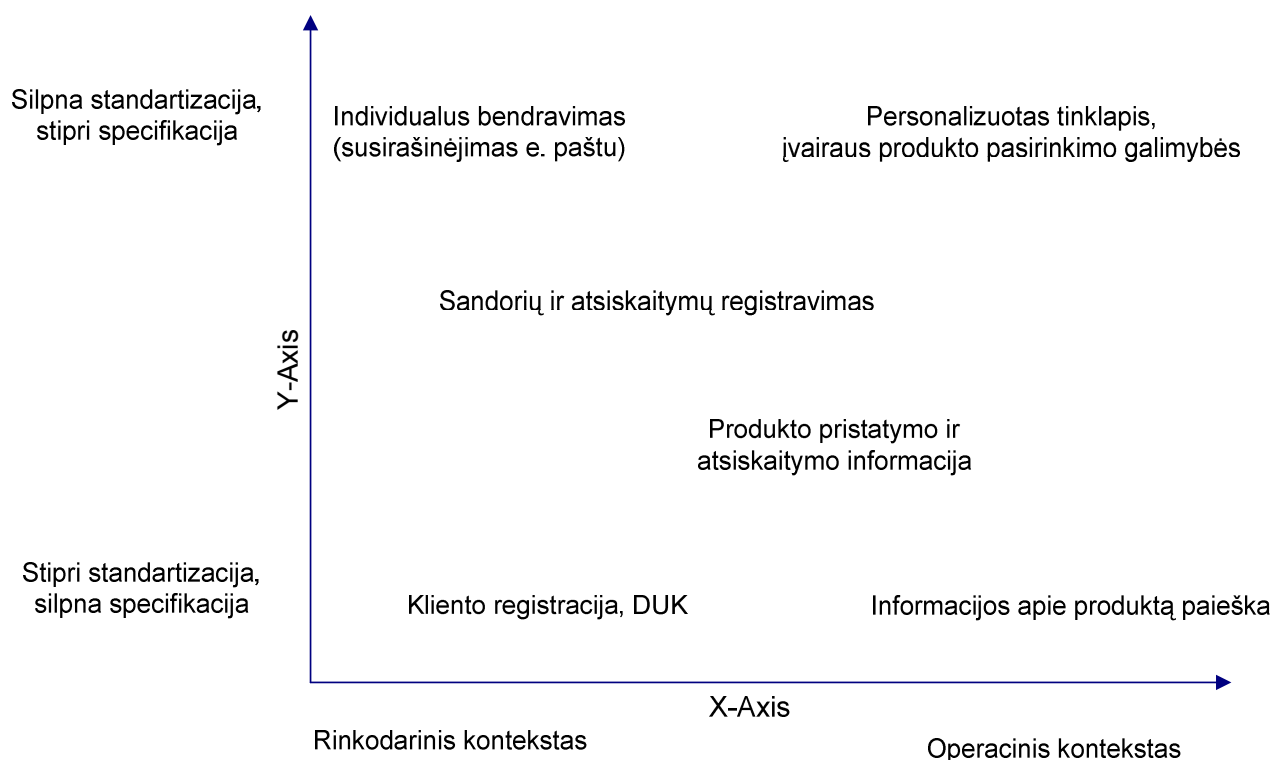 Silpna standartizacija,
stipri specifikacija
Individualus bendravimas
(susirašinėjimas e. paštu)
Personalizuotas tinklapis,
įvairaus produkto pasirinkimo galimybės
Sandorių ir atsiskaitymų registravimas
Y-Axis
Produkto pristatymo ir
atsiskaitymo informacija
Stipri standartizacija,
silpna specifikacija
Kliento registracija, DUK
Informacijos apie produktą paieška
X-Axis
Rinkodarinis kontekstas
Operacinis kontekstas